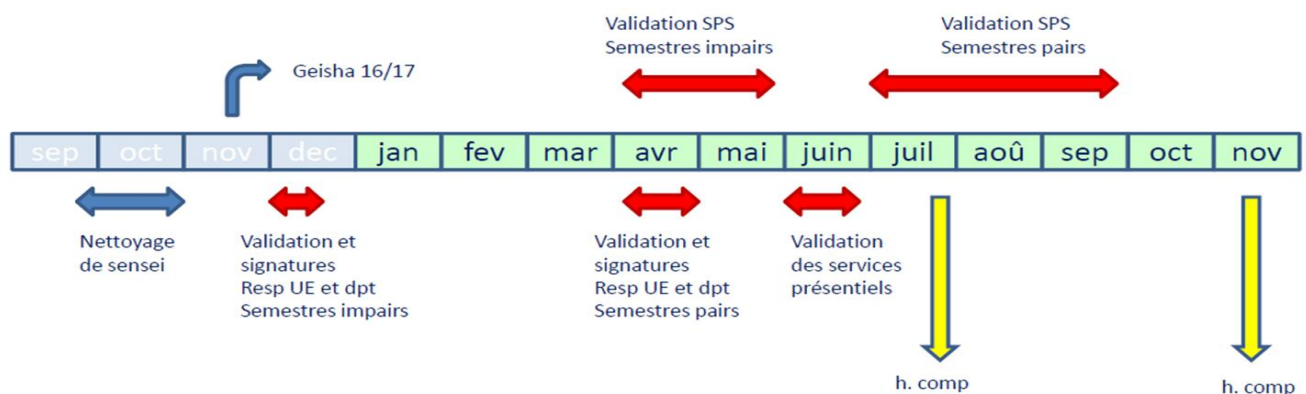 Validation SPS
Semestres impairs
Validation SPS
Semestres pairs
Geisha 16/17
sep oct nov dec jan fev mar avr mai juin juil aoû sep oct nov
Nettoyage
de sensei
Validation et
signatures
Resp UE et dpt
Semestres impairs
Validation et
signatures
Resp UE et dpt
Semestres pairs
Validation
des services
présentiels
h. comp
h. comp